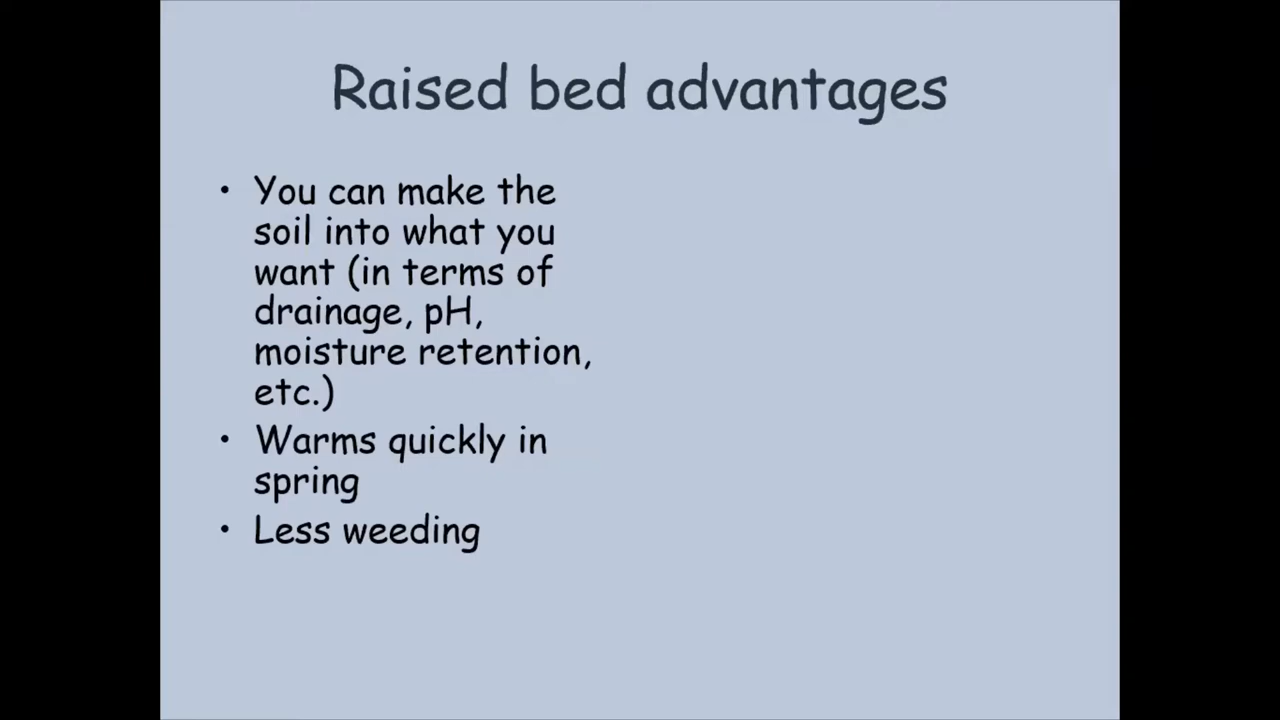 Raised bed advantages
• You can make the
soil into what you
want (in terms of
drainage, pH,
moisture retention,
etc.)
• Warms quickly in
spring
• Less weeding